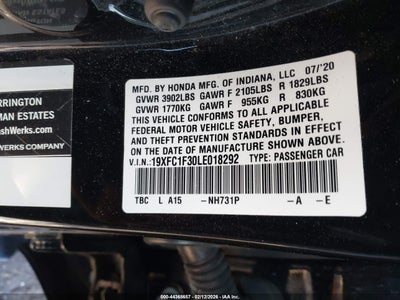 RRINGTON
MAN ESTATES
shWerks.com
WERKS COMPANY
MFD. BY HONDA MFG. OF INDIANA, LLC 07/'20
GVWR 3902LBS GAWR F 2105LBS R 1829LBS
GVWR 1770KG GAWR F 955KG R 830KG
THIS VEHICLE CONFORMS TO ALL APPLICABLE
FEDERAL MOTOR VEHICLE SAFETY, BUMPER,
AND THEFT PREVENTION STANDARDS IN EFFECT
ON THE DATE OF MANUFACTURE SHOWN ABOVE.
V.I.N.:19XFC1F30LE018292 TYPE: PASSENGER CAR
TBC L A15 -NH731P -A -E
No: 44368657 - 02/12/2026 - IAA